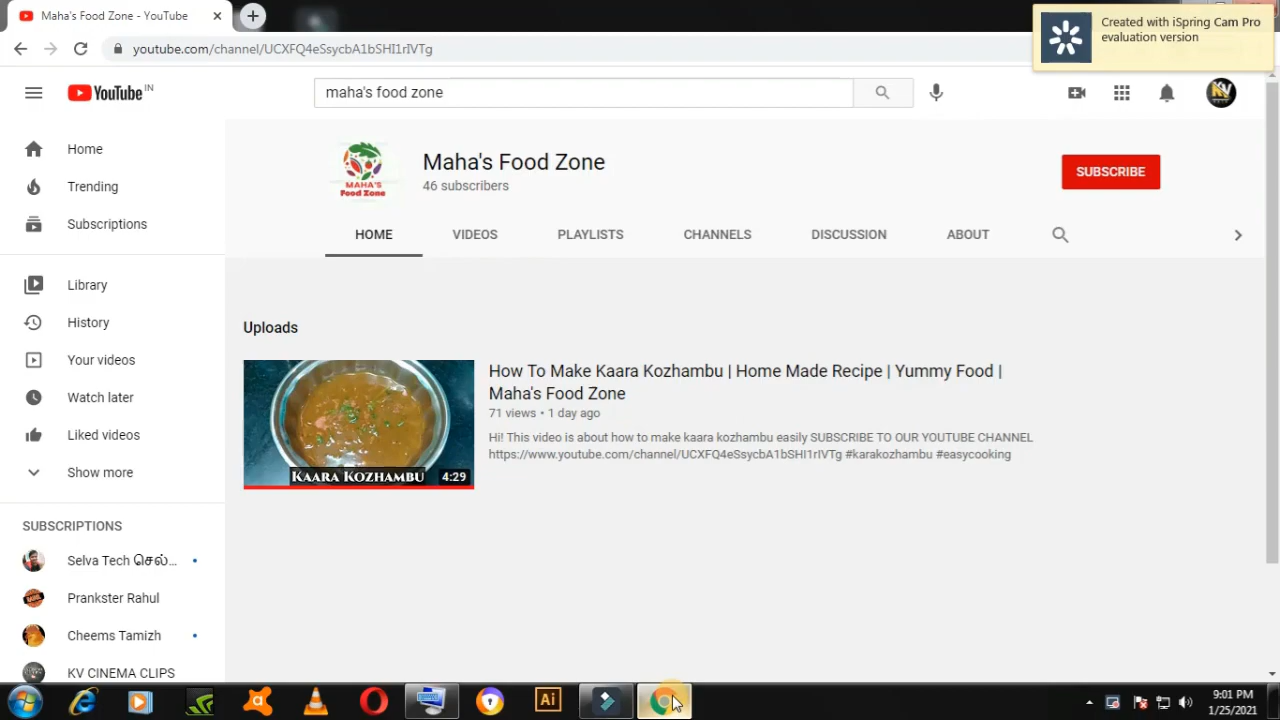 Maha's Food Zone - YouTube
Created with iSpring Cam Pro
evaluation version
youtube.com/channel/UCXFQ4eSsycbA1bSHI1rIVTg
YouTube IN
maha's food zone
KV
Home
Trending
Subscriptions
Library
History
Your videos
Watch later
Liked videos
Show more
SUBSCRIPTIONS
Selva Tech செல்...
Prankster Rahul
Cheems Tamizh
KV CINEMA CLIPS
MAHA'S
Food Zone
Maha's Food Zone
46 subscribers
SUBSCRIBE
HOME VIDEOS PLAYLISTS CHANNELS DISCUSSION ABOUT
Uploads
KAARA KOZHAMBU 4:29
How To Make Kaara Kozhambu | Home Made Recipe | Yummy Food |
Maha's Food Zone
71 views • 1 day ago
Hi! This video is about how to make kaara kozhambu easily SUBSCRIBE TO OUR YOUTUBE CHANNEL
https://www.youtube.com/channel/UCXFQ4eSsycbA1bSHI1rIVTg #karakozhambu #easycooking
Ai
9:01 PM
1/25/2021